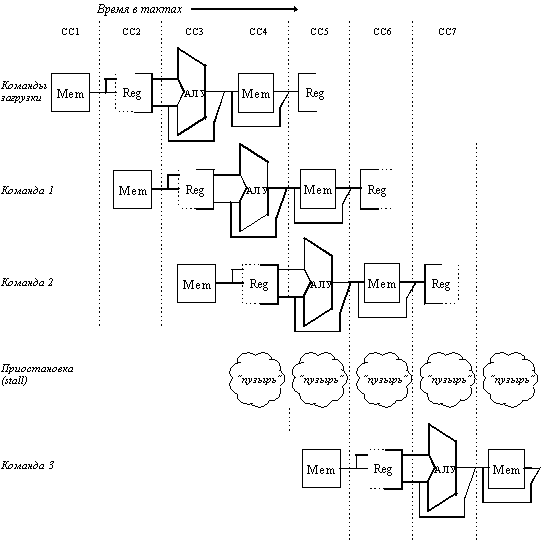 Время в тактах
CC1 CC2 CC3 CC4 CC5 CC6 CC7
Команды
загрузки
Mem Reg АЛУ Mem Reg
Команда 1
Mem Reg АЛУ Mem Reg
Команда 2
Mem Reg АЛУ Mem Reg
Приостановка
(stall)
"пузырь" "пузырь" "пузырь" "пузырь" "пузырь"
Команда 3
Mem Reg АЛУ Mem